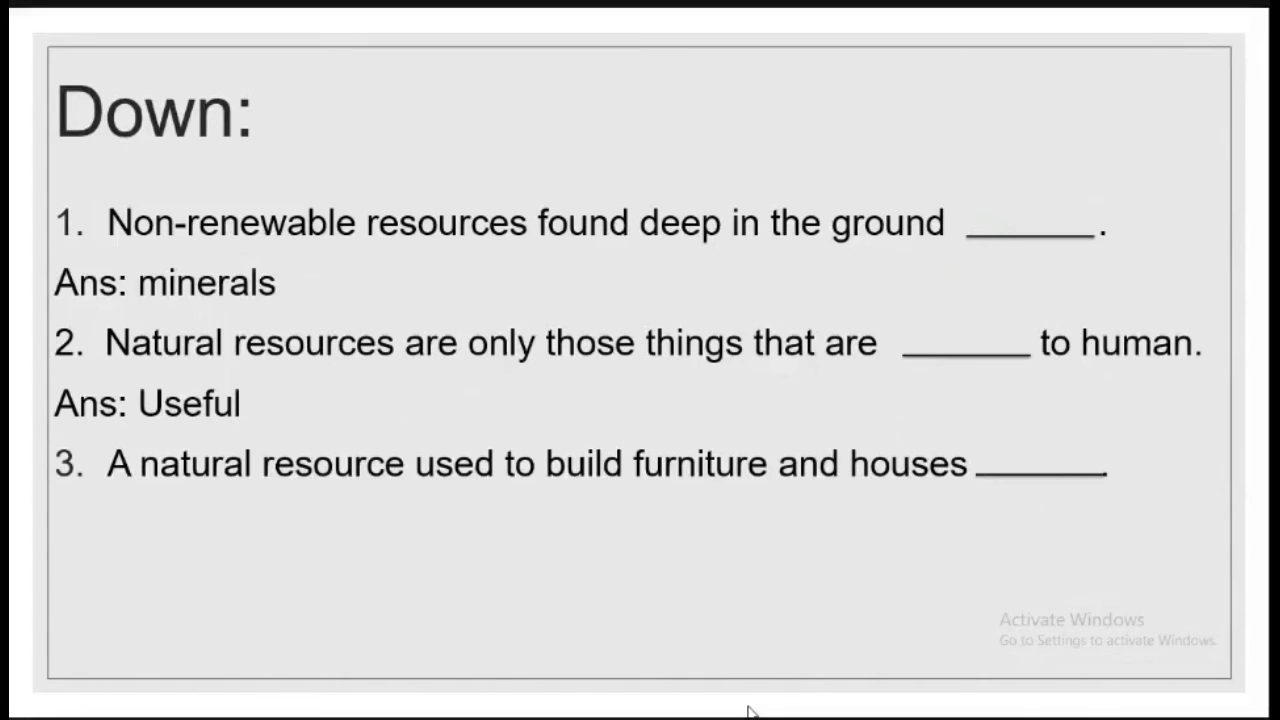 Down:
1. Non-renewable resources found deep in the ground _______.
Ans: minerals
2. Natural resources are only those things that are _______ to human.
Ans: Useful
3. A natural resource used to build furniture and houses _______.
Activate Windows
Go to Settings to activate Windows.